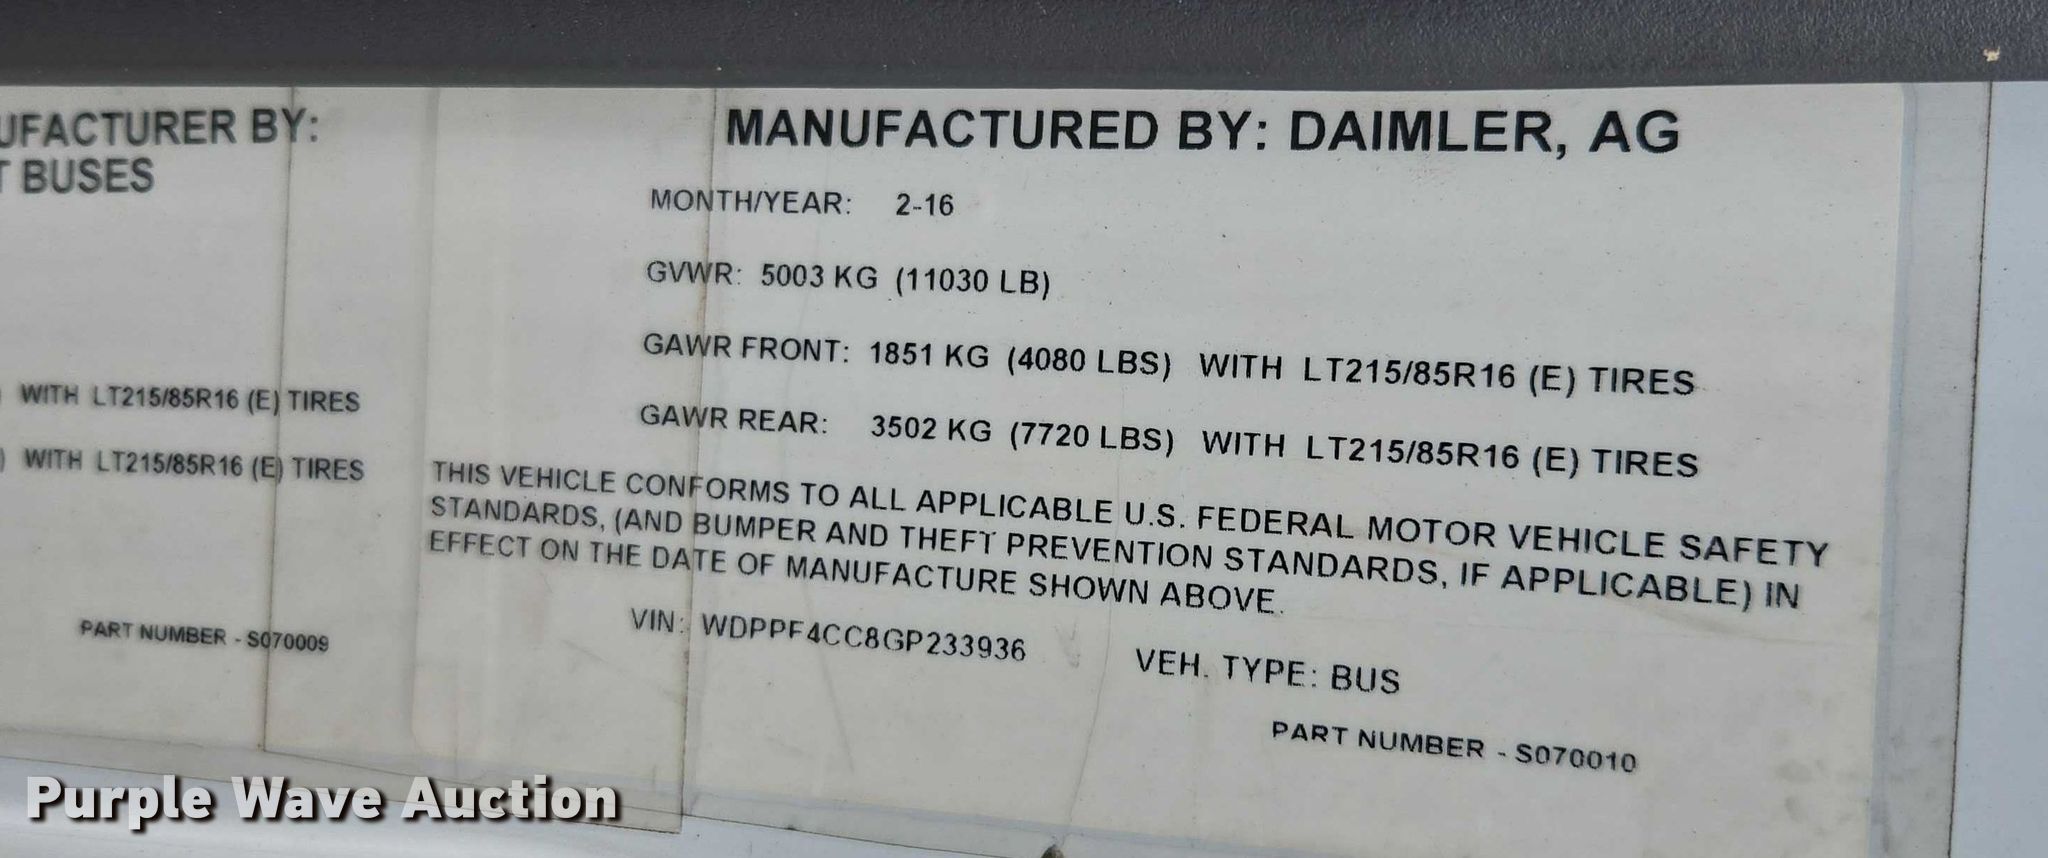 UFACTURER BY:
T BUSES
WITH LT215/85R16 (E) TIRES
) WITH LT215/85R16 (E) TIRES
PART NUMBER - S070009
MANUFACTURED BY: DAIMLER, AG
MONTH/YEAR: 2-16
GVWR: 5003 KG (11030 LB)
GAWR FRONT: 1851 KG (4080 LBS) WITH LT215/85R16 (E) TIRES
GAWR REAR: 3502 KG (7720 LBS) WITH LT215/85R16 (E) TIRES
THIS VEHICLE CONFORMS TO ALL APPLICABLE U.S. FEDERAL MOTOR VEHICLE SAFETY
STANDARDS, (AND BUMPER AND THEFT PREVENTION STANDARDS, IF APPLICABLE) IN
EFFECT ON THE DATE OF MANUFACTURE SHOWN ABOVE.
VIN: WDPPF4CC8GP233936 VEH. TYPE: BUS
PART NUMBER - S070010
Purple Wave Auction